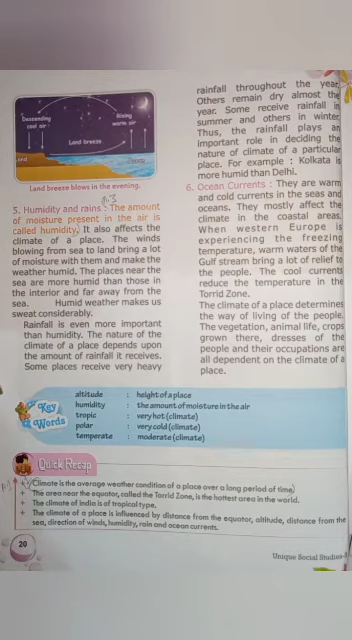 Descending
cool air
Rising
warm air
Land breeze
Land breeze blows in the evening.
5. Humidity and rains : The amount
of moisture present in the air is
called humidity. It also affects the
climate of a place. The winds
blowing from sea to land bring a lot
of moisture with them and make the
weather humid. The places near the
sea are more humid than those in
the interior and far away from the
sea. Humid weather makes us
sweat considerably.
Rainfall is even more important
than humidity. The nature of the
climate of a place depends upon
the amount of rainfall it receives.
Some places receive very heavy
rainfall throughout the year.
Others remain dry almost the
year. Some receive rainfall in
summer and others in winter.
Thus, the rainfall plays an
important role in deciding the
nature of climate of a particular
place. For example : Kolkata is
more humid than Delhi.
6. Ocean Currents : They are warm
and cold currents in the seas and
oceans. They mostly affect the
climate in the coastal areas.
When western Europe is
experiencing the freezing
temperature, warm waters of the
Gulf stream bring a lot of relief to
the people. The cool currents
reduce the temperature in the
Torrid Zone.
The climate of a place determines
the way of living of the people.
The vegetation, animal life, crops
grown there, dresses of the
people and their occupations are
all dependent on the climate of a
place.
Key
Words
altitude : height of a place
humidity : the amount of moisture in the air
tropic : very hot (climate)
polar : very cold (climate)
temperate : moderate (climate)
Quick Recap
+ Climate is the average weather condition of a place over a long period of time.
+ The area near the equator, called the Torrid Zone, is the hottest area in the world.
+ The climate of India is of tropical type.
+ The climate of a place is influenced by distance from the equator, altitude, distance from the
sea, direction of winds, humidity, rain and ocean currents.
20
Unique Social Studies-